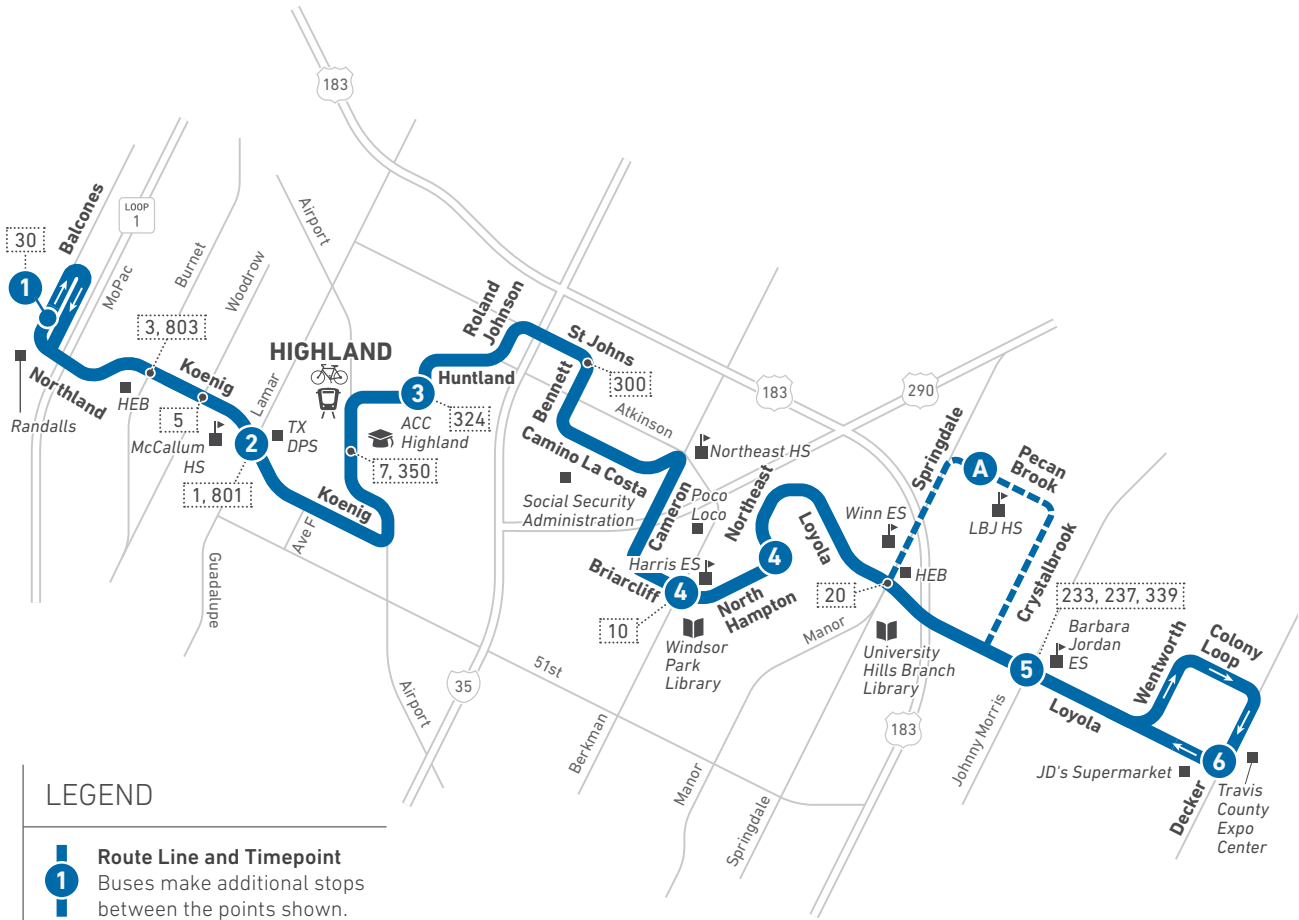 183
Balcones
LOOP
1
30
1
MoPac
Burnet
Woodrow
Airport
Northland
Randalls
HEB
3, 803
Koenig
5
McCallum
HS
Lamar
2
TX
DPS
1, 801
HIGHLAND
3
324
ACC
Highland
7, 350
Koenig
Ave F
Guadalupe
Airport
Huntland
Roland
Johnson
St Johns
300
Bennett
Atkinson
Camino La Costa
Social Security
Administration
Cameron
Northeast HS
Poco
Loco
183
290
35
51st
Harris ES
Briarcliff
4
10
Windsor
Park
Library
North
Hampton
Northeast
4
Loyola
Berkman
Manor
Manor
Springdale
Winn ES
HEB
20
University
Hills Branch
Library
183
Springdale
A
Pecan
Brook
LBJ HS
Crystalbrook
233, 237, 339
Barbara
Jordan
ES
5
Johnny Morris
Loyola
Wentworth
Colony
Loop
JD's Supermarket
6
Decker
Travis
County
Expo
Center
LEGEND
1
Route Line and Timepoint
Buses make additional stops
between the points shown.